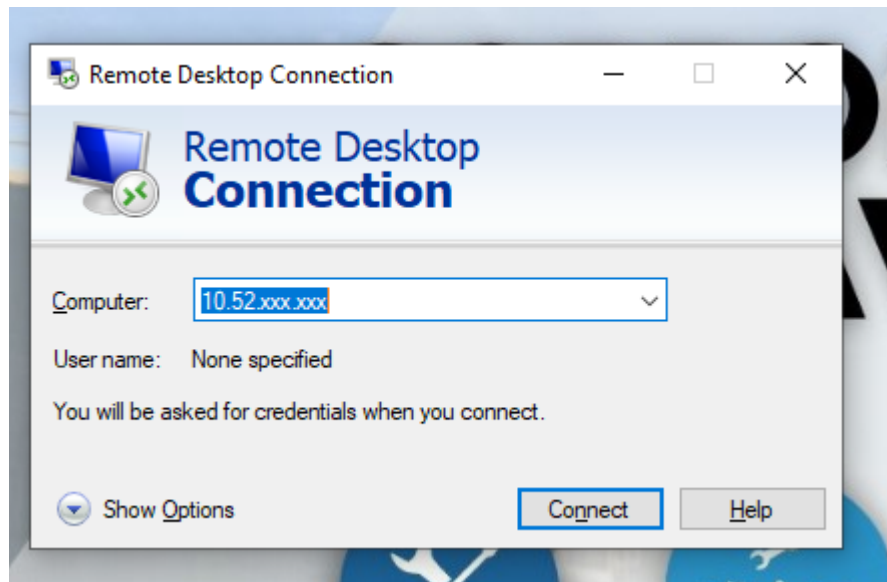 Remote Desktop Connection
Remote Desktop
Connection
Computer: 10.52.xxx.xxx
User name: None specified
You will be asked for credentials when you connect.
Show Options
Connect Help